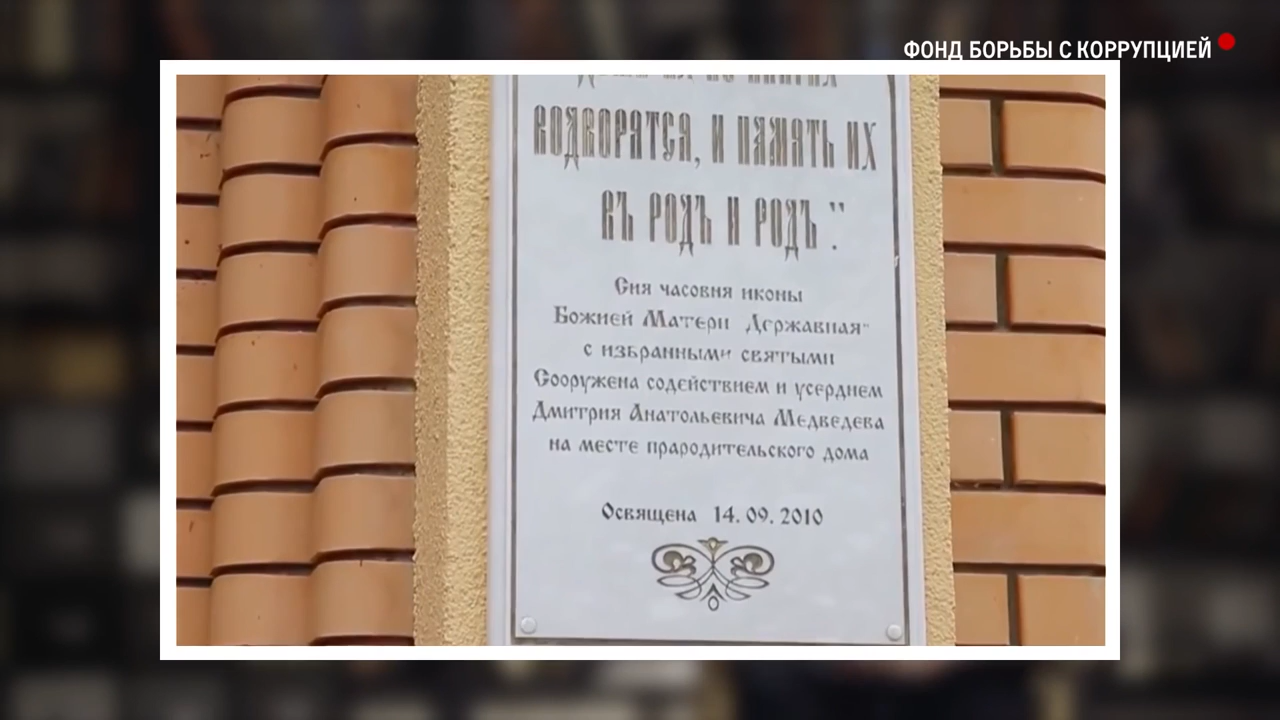 ФОНД БОРЬБЫ С КОРРУПЦИЕЙ
ВОДВОРЯТСЯ, И ПАМЯТЬ ИХ
ВЪ РОДЪ И РОДЪ."
Сия часовня иконы
Божией Матери Державная"
с избранными святыми
Сооружена содействием и усердием
Дмитрия Анатольевича Медведева
на месте прародительского дома
Освящена 14.09.2010